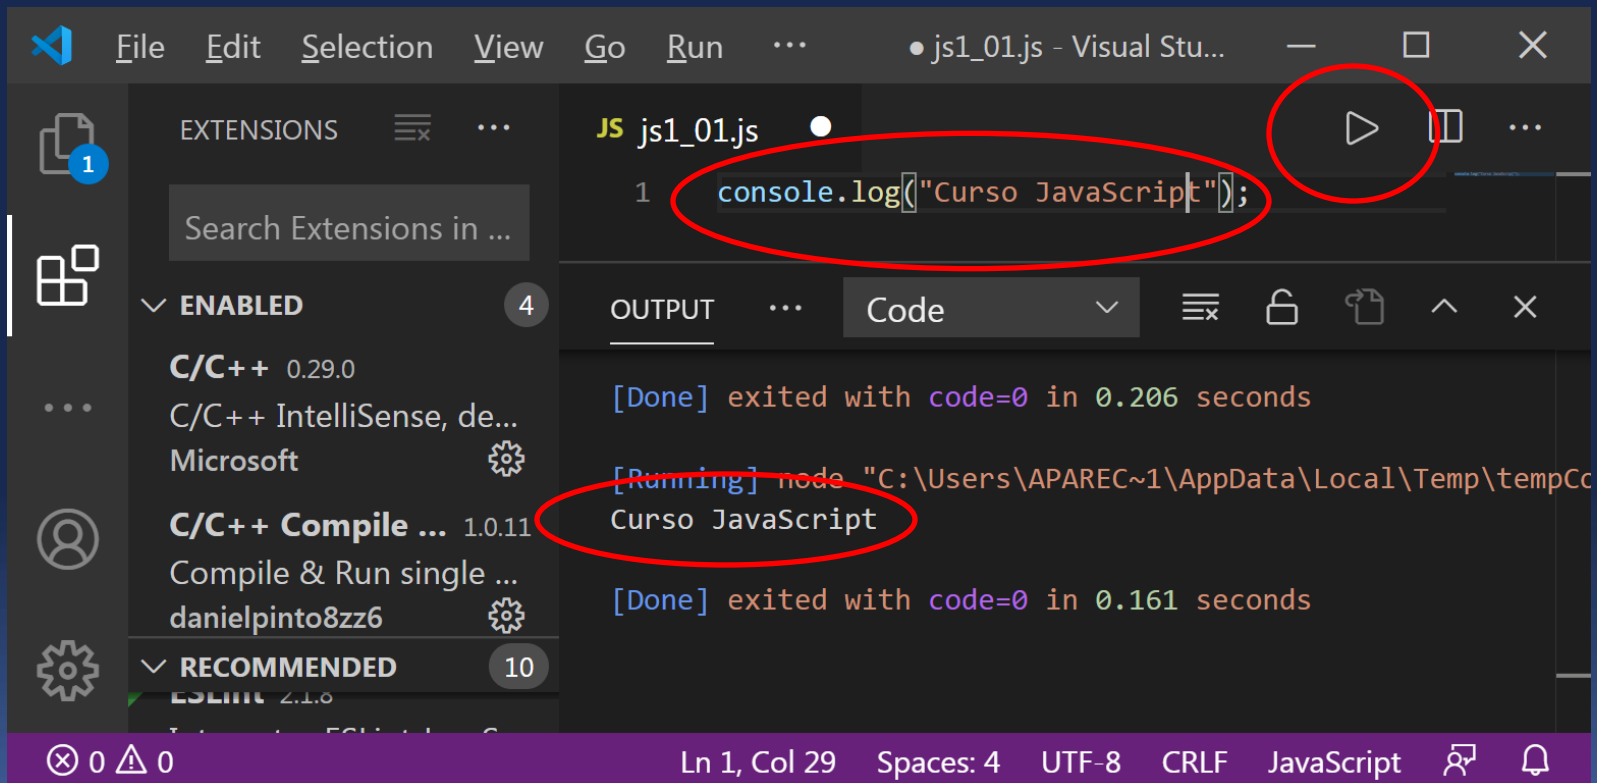 File Edit Selection View Go Run ··· ● js1_01.js - Visual Stu...
EXTENSIONS
1
Search Extensions in ...
ENABLED 4
C/C++ 0.29.0
C/C++ IntelliSense, de...
Microsoft
C/C++ Compile ... 1.0.11
Compile & Run single ...
danielpinto8zz6
RECOMMENDED 10
ESLint 2.1.8
JS js1_01.js
1 console.log("Curso JavaScript");
OUTPUT ··· Code
[Done] exited with code=0 in 0.206 seconds
[Running] node "C:\Users\APAREC~1\AppData\Local\Temp\tempCo
Curso JavaScript
[Done] exited with code=0 in 0.161 seconds
0 0 Ln 1, Col 29 Spaces: 4 UTF-8 CRLF JavaScript